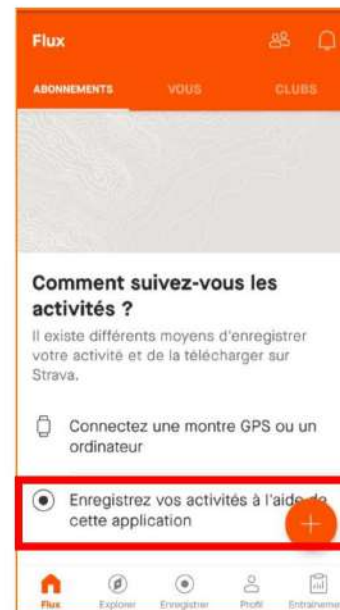 Flux
ABONNEMENTS VOUS CLUBS
Comment suivez-vous les
activités ?
Il existe différents moyens d'enregistrer
votre activité et de la télécharger sur
Strava.
Connectez une montre GPS ou un
ordinateur
Enregistrez vos activités à l'aide de
cette application
Flux Explorer Enregistrer Profil